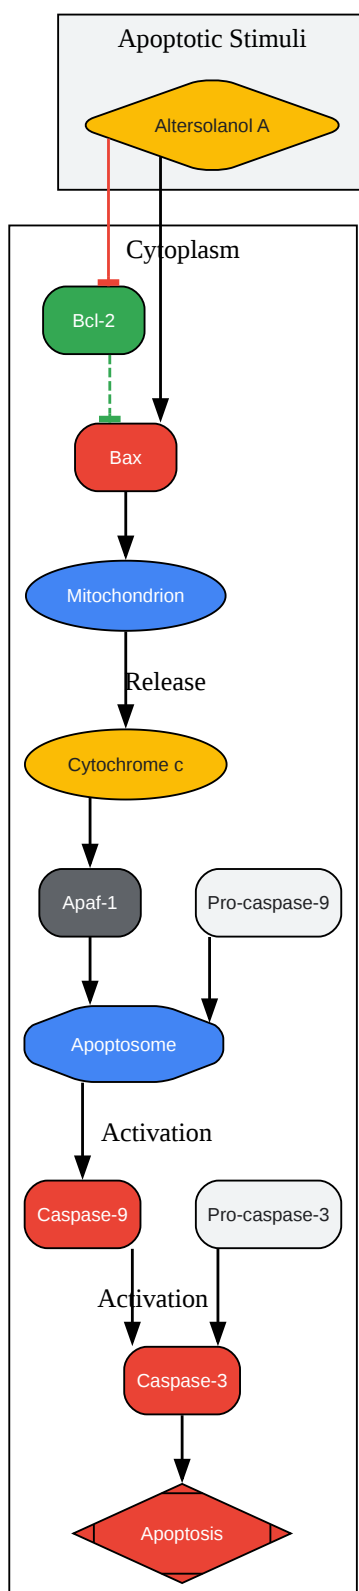 Apoptotic Stimuli
Altersolanol A
Cytoplasm
Bcl-2
Bax
Mitochondrion
Release
Cytochrome c
Apaf-1
Pro-caspase-9
Apoptosome
Activation
Caspase-9
Pro-caspase-3
Activation
Caspase-3
Apoptosis